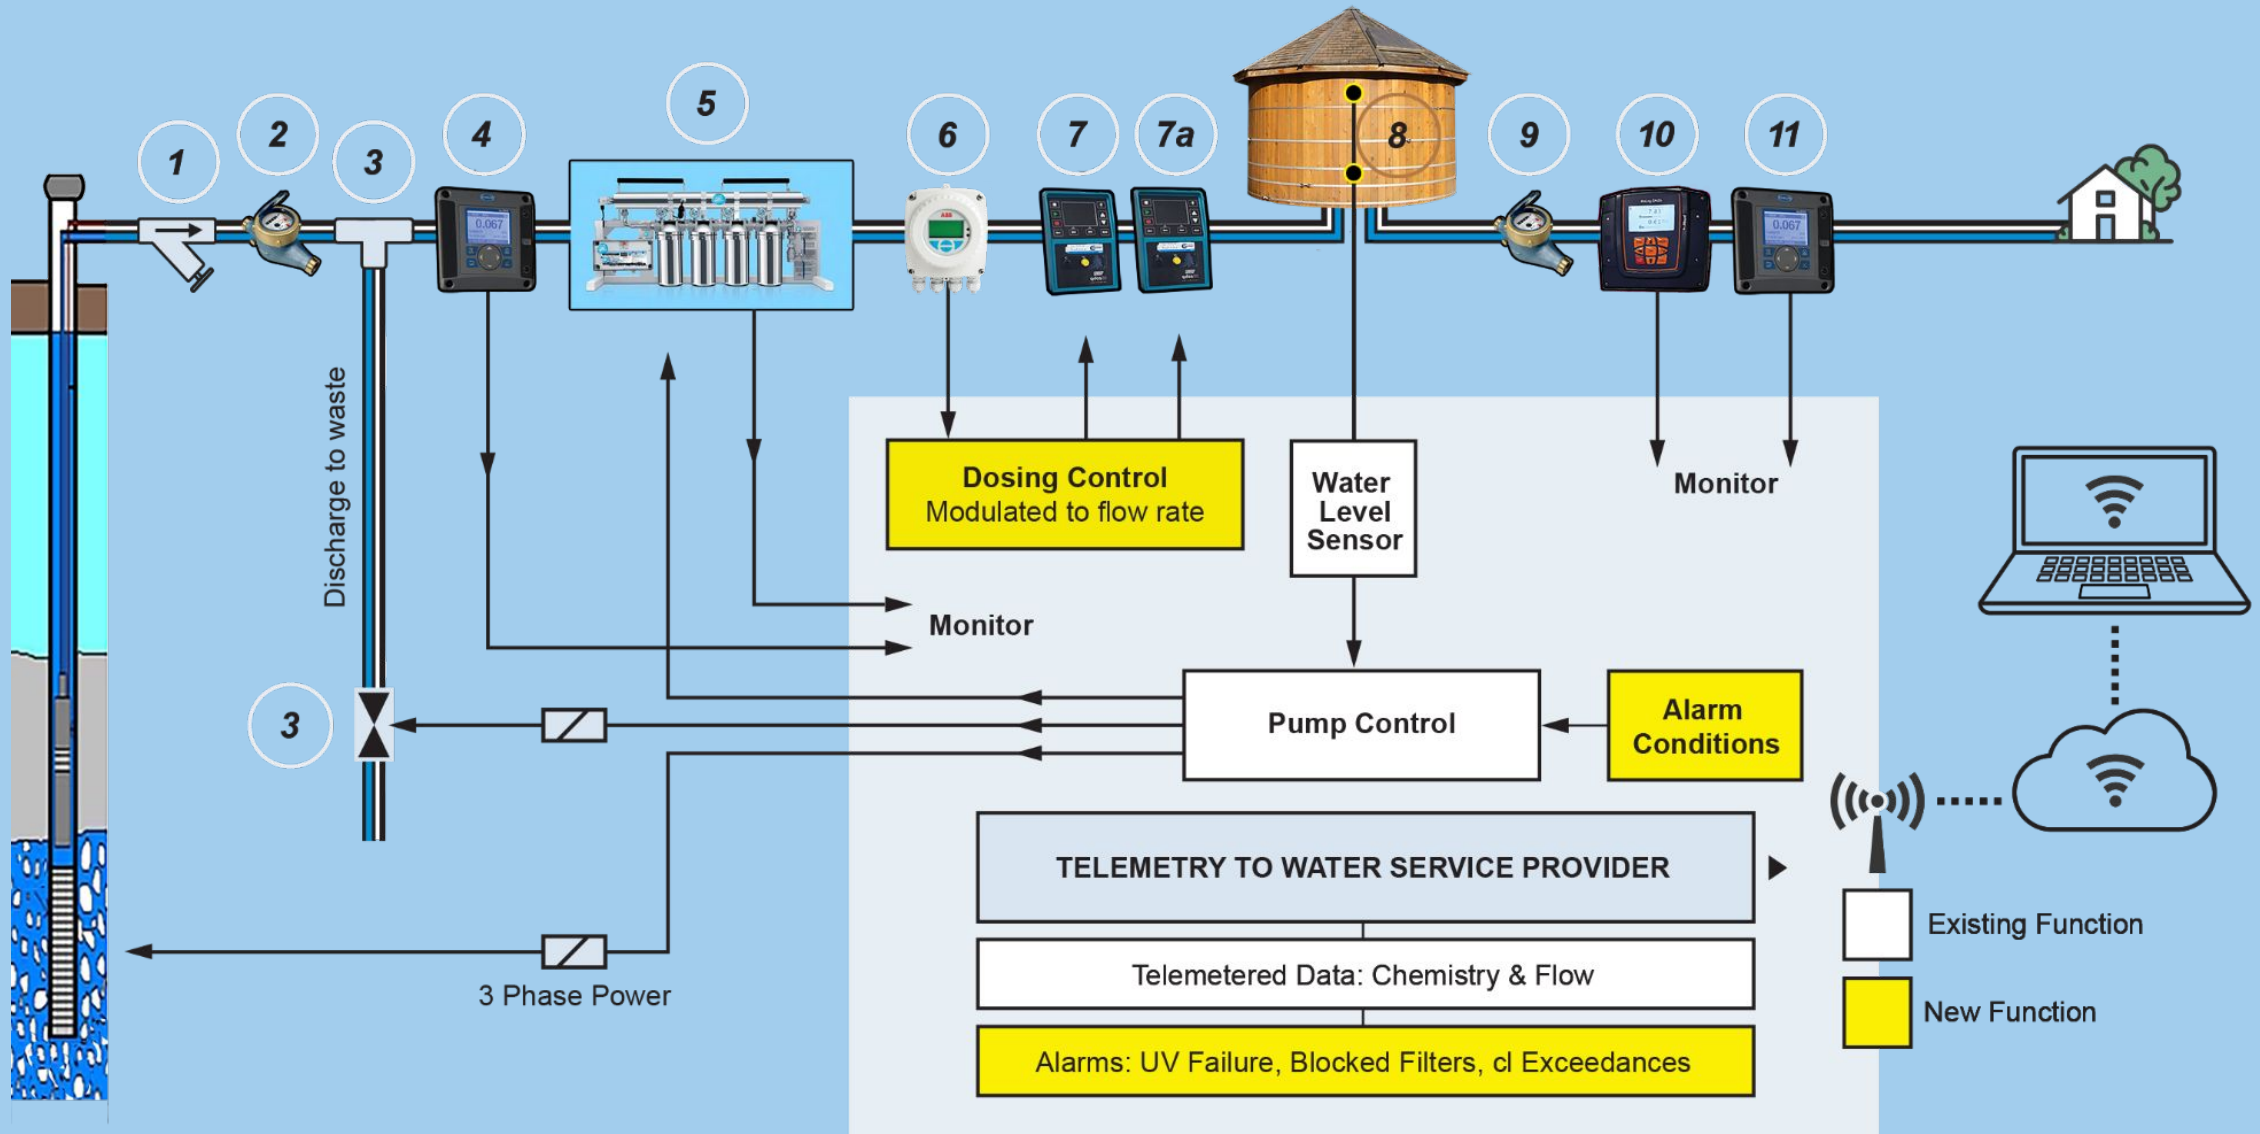 1
2
3
4
5
6
7
7a
8
9
10
11
0.067
ABB
0.067
Discharge to waste
Dosing Control
Modulated to flow rate
Water
Level
Sensor
Monitor
Monitor
3
Pump Control
Alarm
Conditions
TELEMETRY TO WATER SERVICE PROVIDER
Telemetered Data: Chemistry & Flow
Alarms: UV Failure, Blocked Filters, cl Exceedances
3 Phase Power
Existing Function
New Function